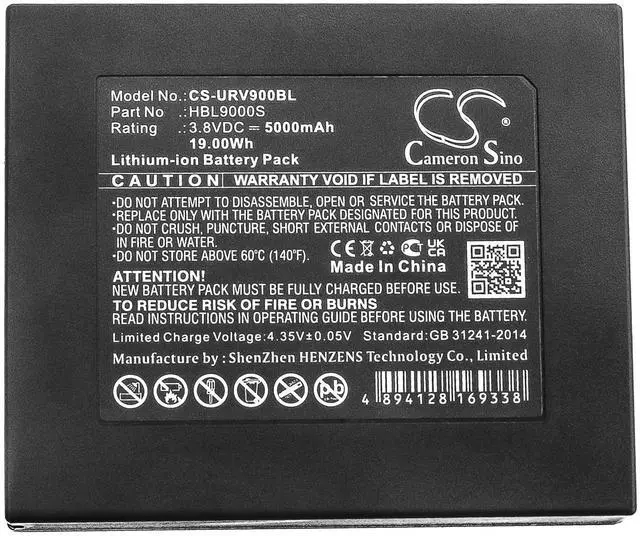 Model No.: CS-URV900BL
Part No :HBL9000S
Rating :3.8VDC ⎓ 5000mAh
19.00Wh
Lithium-ion Battery Pack
CS ®
Cameron Sino
CAUTION WARRANTY VOID IF LABEL IS REMOVED
•DO NOT ATTEMPT TO DISASSEMBLE, OPEN OR SERVICE THE BATTERY PACK.
•REPLACE ONLY WITH THE BATTERY PACK DESIGNATED FOR THIS PRODUCT.
•DO NOT CRUSH, PUNCTURE, SHORT EXTERNAL CONTACTS OR DISPOSE OF
IN FIRE OR WATER.
•DO NOT STORE ABOVE 60°C (140°F).
CE PCT UKCA
Made In China
ATTENTION!
NEW BATTERY PACK MUST BE FULLY CHARGED BEFORE USE.
TO REDUCE RISK OF FIRE OR BURNS
READ INSTRUCTIONS IN OPERATING GUIDE BEFORE USING THE BATTERY.
Limited Charge Voltage:4.35V±0.05V Standard:GB 31241-2014
Manufacture by : ShenZhen HENZENS Technology Co., Limited
Pb
4 894128 169338